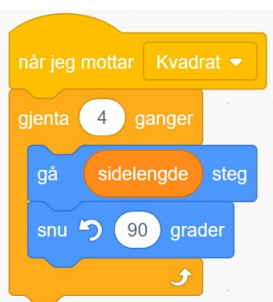 når jeg mottar Kvadrat
gjenta 4 ganger
gå sidelengde steg
snu 90 grader